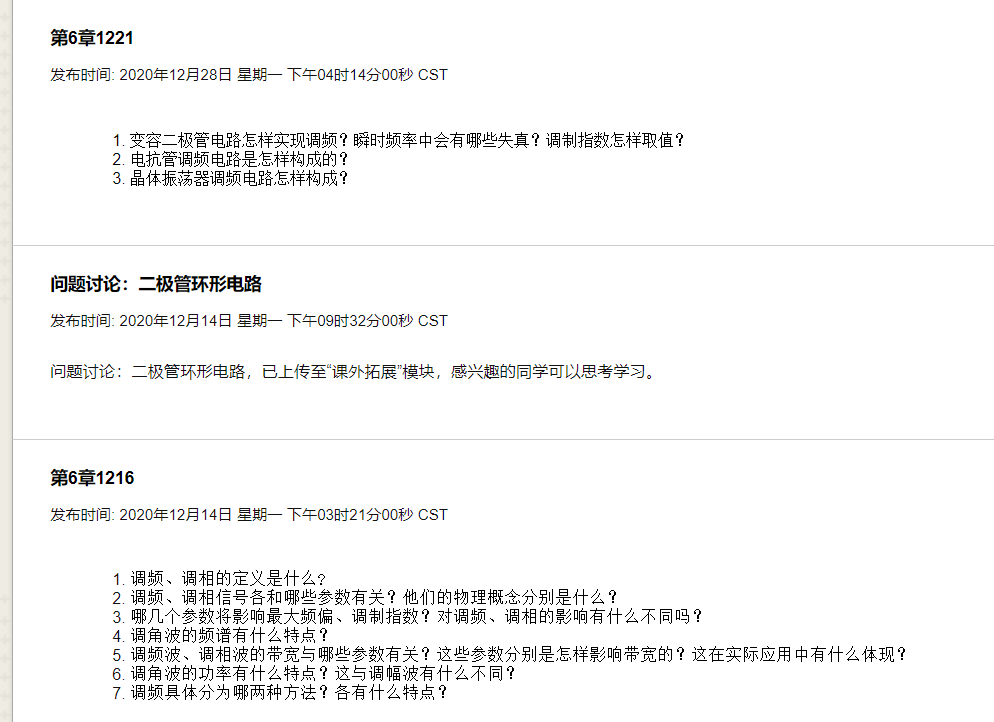 第6章1221
发布时间: 2020年12月28日 星期一 下午04时14分00秒 CST
1. 变容二极管电路怎样实现调频？瞬时频率中会有哪些失真？调制指数怎样取值？
2. 电抗管调频电路是怎样构成的？
3. 晶体振荡器调频电路怎样构成？
问题讨论：二极管环形电路
发布时间: 2020年12月14日 星期一 下午09时32分00秒 CST
问题讨论：二极管环形电路，已上传至“课外拓展”模块，感兴趣的同学可以思考学习。
第6章1216
发布时间: 2020年12月14日 星期一 下午03时21分00秒 CST
1. 调频、调相的定义是什么?
2. 调频、调相信号各和哪些参数有关？他们的物理概念分别是什么？
3. 哪几个参数将影响最大频偏、调制指数？对调频、调相的影响有什么不同吗？
4. 调角波的频谱有什么特点？
5. 调频波、调相波的带宽与哪些参数有关？这些参数分别是怎样影响带宽的？这在实际应用中有什么体现？
6. 调角波的功率有什么特点？这与调幅波有什么不同？
7. 调频具体分为哪两种方法？各有什么特点？